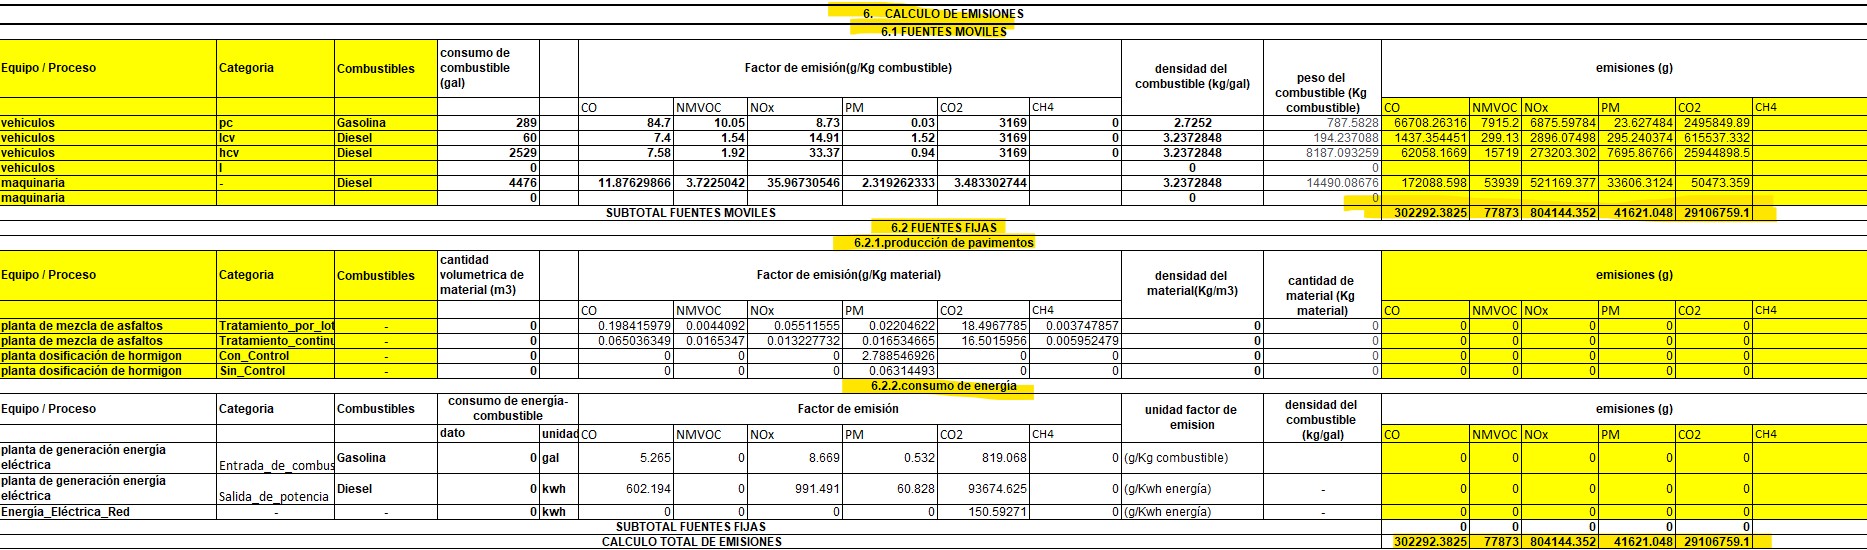 6. CALCULO DE EMISIONES
6.1 FUENTES MOVILES
Equipo / Proceso Categoria Combustibles consumo de combustible (gal) Factor de emisión(g/Kg combustible) densidad del combustible (kg/gal) peso del combustible (Kg combustible) emisiones (g)
CO NMVOC NOx PM CO2 CH4 CO NMVOC NOx PM CO2 CH4
vehiculos pc Gasolina 289 84.7 10.05 8.73 0.03 3169 0 2.7252 787.5828 66708.26316 7915.2 6875.59784 23.627484 2495849.89
vehiculos lcv Diesel 60 7.4 1.54 14.91 1.52 3169 0 3.2372848 194.237088 1437.354451 299.13 2896.07498 295.240374 615537.332
vehiculos hcv Diesel 2529 7.58 1.92 33.37 0.94 3169 0 3.2372848 8187.093259 62058.1669 15719 273203.302 7695.86766 25944898.5
vehiculos l 0 0 0
maquinaria - Diesel 4476 11.87629866 3.7225042 35.96730546 2.319262333 3.483302744 3.2372848 14490.08676 172088.598 53939 521169.377 33606.3124 50473.359
maquinaria 0 0 0
SUBTOTAL FUENTES MOVILES 302292.3825 77873 804144.352 41621.048 29106759.1
6.2 FUENTES FIJAS
6.2.1.producción de pavimentos
Equipo / Proceso Categoria Combustibles cantidad volumetrica de material (m3) Factor de emisión(g/Kg material) densidad del material(Kg/m3) cantidad de material (Kg material) emisiones (g)
CO NMVOC NOx PM CO2 CH4 CO NMVOC NOx PM CO2 CH4
planta de mezcla de asfaltos Tratamiento_por_lot - 0 0.198415979 0.0044092 0.05511555 0.02204622 18.4967785 0.003747857 0 0 0 0 0 0 0
planta de mezcla de asfaltos Tratamiento_continu - 0 0.065036349 0.0165347 0.013227732 0.016534665 16.5015956 0.005952479 0 0 0 0 0 0 0
planta dosificación de hormigon Con_Control - 0 0 0 0 2.788546926 0 0 0 0 0 0 0 0 0
planta dosificación de hormigon Sin_Control - 0 0 0 0 0.06314493 0 0 0 0 0 0 0 0 0
6.2.2.consumo de energía
Equipo / Proceso Categoria Combustibles consumo de energía-combustible Factor de emisión unidad factor de emision densidad del combustible (kg/gal) emisiones (g)
dato unidad CO NMVOC NOx PM CO2 CH4 CO NMVOC NOx PM CO2 CH4
planta de generación energía eléctrica Entrada_de_combus Gasolina 0 gal 5.265 0 8.669 0.532 819.068 0 (g/Kg combustible) 0 0 0 0 0
planta de generación energía eléctrica Salida_de_potencia Diesel 0 kwh 602.194 0 991.491 60.828 93674.625 0 (g/Kwh energía) - 0 0 0 0 0
Energía_Eléctrica_Red - - 0 kwh 0 0 0 0 150.59271 0 (g/Kwh energía) - 0 0 0 0 0
SUBTOTAL FUENTES FIJAS 0 0 0 0 0
CALCULO TOTAL DE EMISIONES 302292.3825 77873 804144.352 41621.048 29106759.1